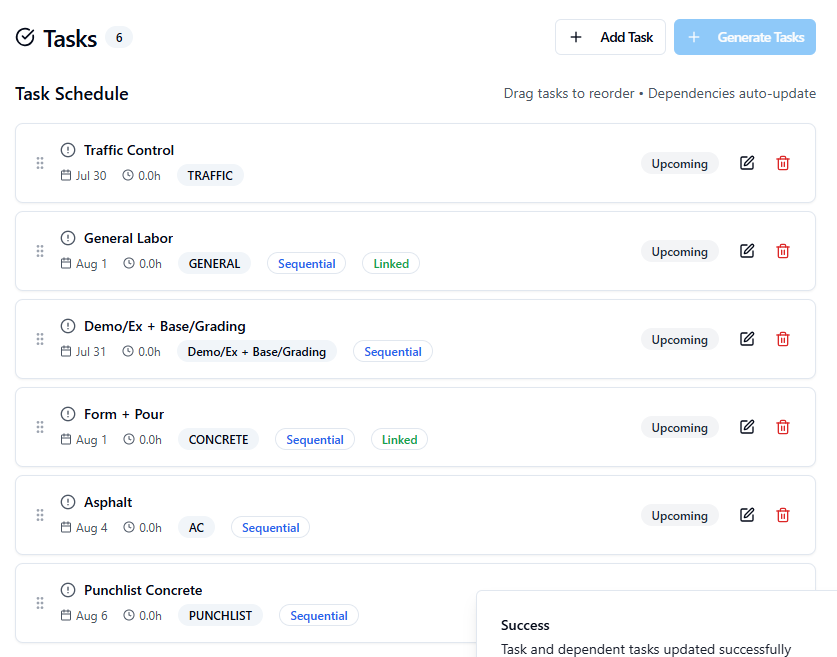 Tasks 6 Add Task Generate Tasks
Task Schedule Drag tasks to reorder • Dependencies auto-update
Traffic Control
Jul 30 0.0h TRAFFIC Upcoming
General Labor
Aug 1 0.0h GENERAL Sequential Linked Upcoming
Demo/Ex + Base/Grading
Jul 31 0.0h Demo/Ex + Base/Grading Sequential Upcoming
Form + Pour
Aug 1 0.0h CONCRETE Sequential Linked Upcoming
Asphalt
Aug 4 0.0h AC Sequential Upcoming
Punchlist Concrete
Aug 6 0.0h PUNCHLIST Sequential
Success
Task and dependent tasks updated successfully